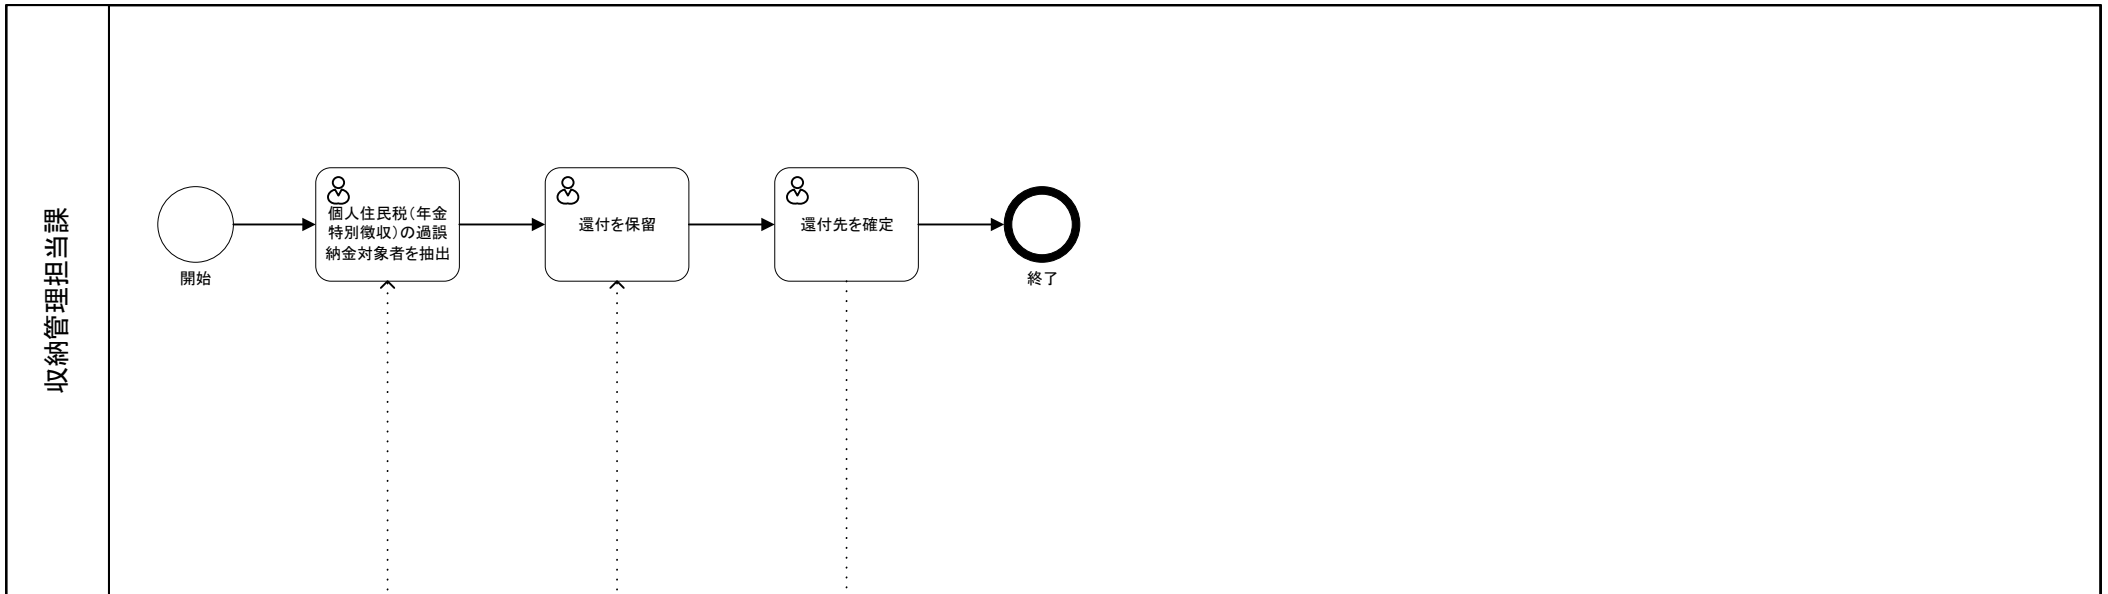 収納管理担当課
開始
個人住民税(年金
特別徴収)の過誤
納金対象者を抽出
還付を保留
還付先を確定
終了